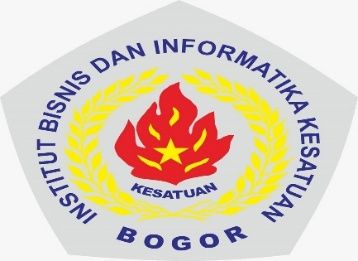 INSTITUT BISNIS DAN INFORMATIKA KESATUAN
KESATUAN
BOGOR